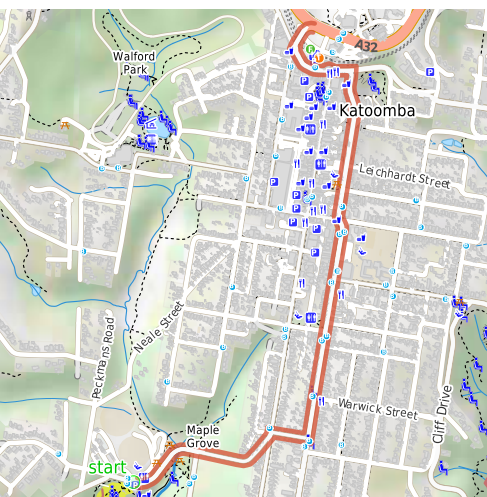 A32
Walford
Park
Katoomba
Leichhardt Street
Neale Street
Peckmans Road
Cliff Drive
Warwick Street
Maple
Grove
start